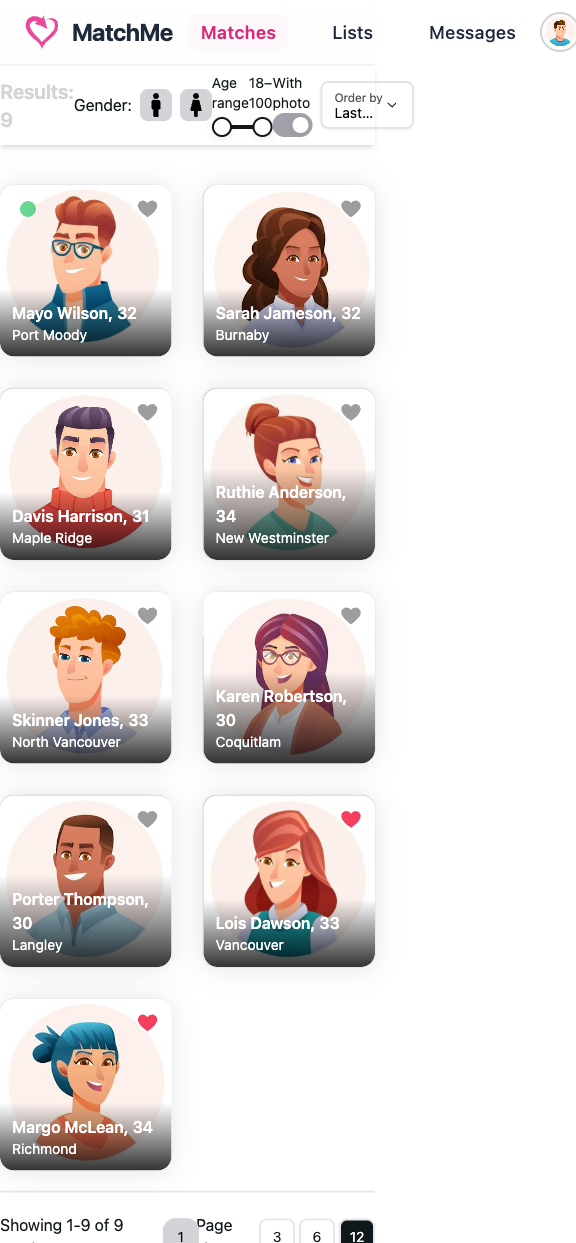 MatchMe Matches Lists Messages
Results: 9
Gender:
Age range
18–100
With photo
Order by
Last...
Mayo Wilson, 32
Port Moody
Sarah Jameson, 32
Burnaby
Davis Harrison, 31
Maple Ridge
Ruthie Anderson,
34
New Westminster
Skinner Jones, 33
North Vancouver
Karen Robertson,
30
Coquitlam
Porter Thompson,
30
Langley
Lois Dawson, 33
Vancouver
Margo McLean, 34
Richmond
Showing 1-9 of 9
1
Page
3 6 12